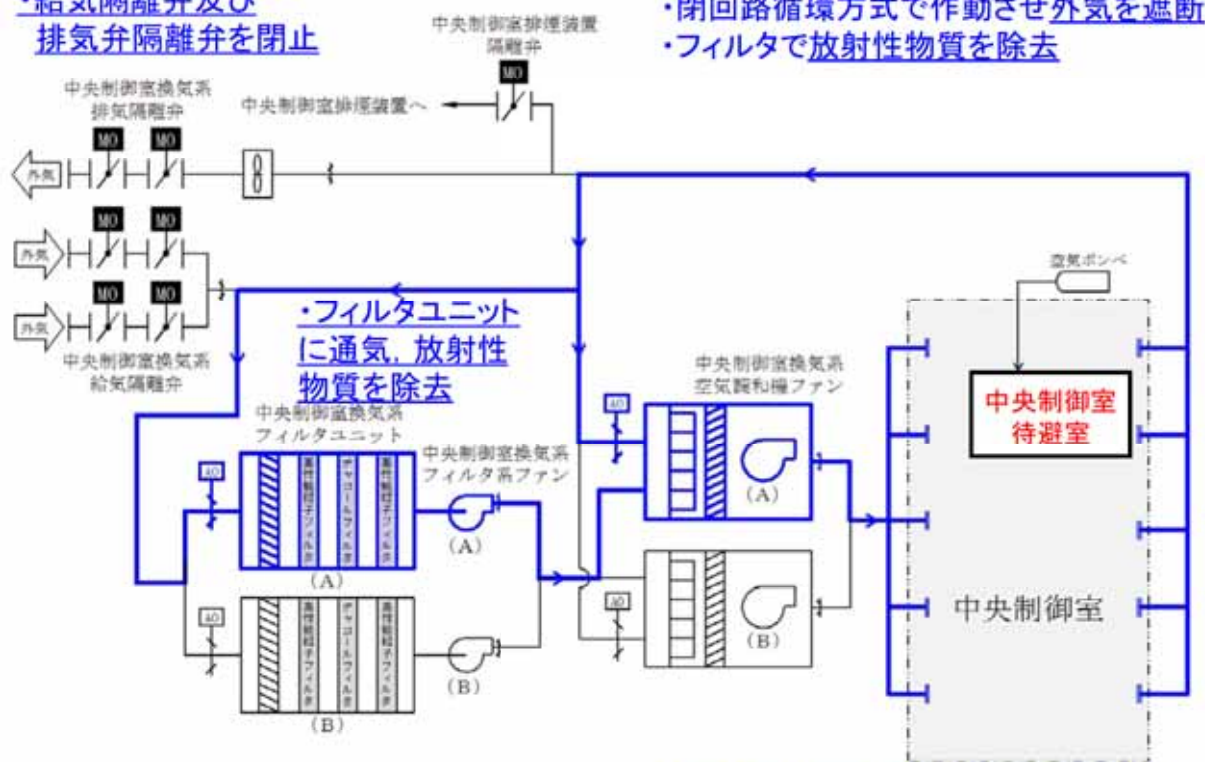 ・給気隔離弁及び
排気弁隔離弁を閉止
・閉回路循環方式で作動させ外気を遮断
・フィルタで放射性物質を除去
中央制御室排煙装置
隔離弁
MO
中央制御室排煙装置へ
中央制御室換気系
排気隔離弁
MO
MO
外気
MO
MO
外気
MO
MO
外気
中央制御室換気系
給気隔離弁
・フィルタユニット
に通気，放射性
物質を除去
空気ボンベ
中央制御室
待避室
中央制御室換気系
空気調和機ファン
AO
(A)
AO
(B)
中央制御室換気系
フィルタユニット
中央制御室換気系
フィルタ系ファン
AO
高性能粒子フィルタ
チャコールフィルタ
高性能粒子フィルタ
(A)
(A)
AO
高性能粒子フィルタ
チャコールフィルタ
高性能粒子フィルタ
(B)
(B)
中央制御室